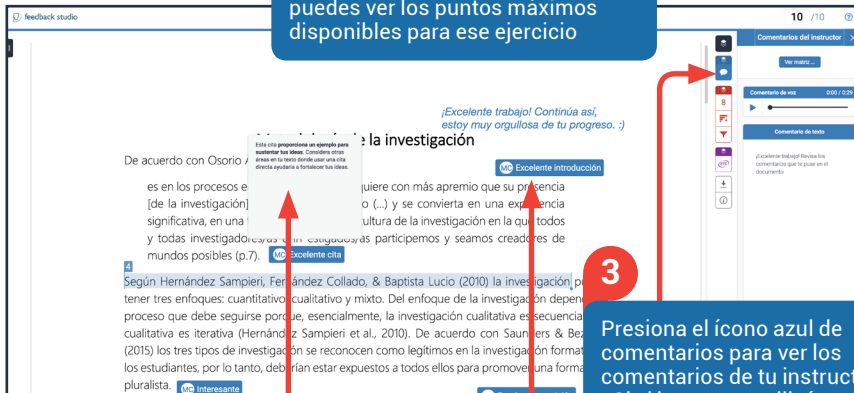 puedes ver los puntos máximos
disponibles para ese ejercicio
feedback studio
10 /10
Comentarios del instructor
Ver matriz ...
Comentario de voz 0:00 / 0:29
Comentario de texto
¡Excelente trabajo! Revisa los
comentarios que te puse en el
documento
8
¡Excelente trabajo! Continúa así,
estoy muy orgullosa de tu progreso. :)
de la investigación
Esta cita proporciona un ejemplo para
sustentar tus ideas. Considera otras
áreas en tu texto donde usar una cita
directa ayudaría a fortalecer tus ideas.
De acuerdo con Osorio
MC Excelente introducción
es en los procesos quiere con más apremio que su presencia
[de la investigación] (...) y se convierta en una experiencia
significativa, en una cultura de la investigación en la que todos
y todas participemos y seamos creadores de
mundos posibles (p.7). MC Excelente cita
4
Según Hernández Sampieri, Fernández Collado, & Baptista Lucio (2010) la investigación
tener tres enfoques: cuantitativo, cualitativo y mixto. Del enfoque de la investigación
proceso que debe seguirse porque, esencialmente, la investigación cualitativa es
cualitativa es iterativa (Hernández Sampieri et al., 2010). De acuerdo con Saunders &
(2015) los tres tipos de investigación se reconocen como legítimos en la investigación
los estudiantes, por lo tanto, deberían estar expuestos a todos ellos para promover una
pluralista. MC Interesante
3
Presiona el ícono azul de
comentarios para ver los
comentarios de tu